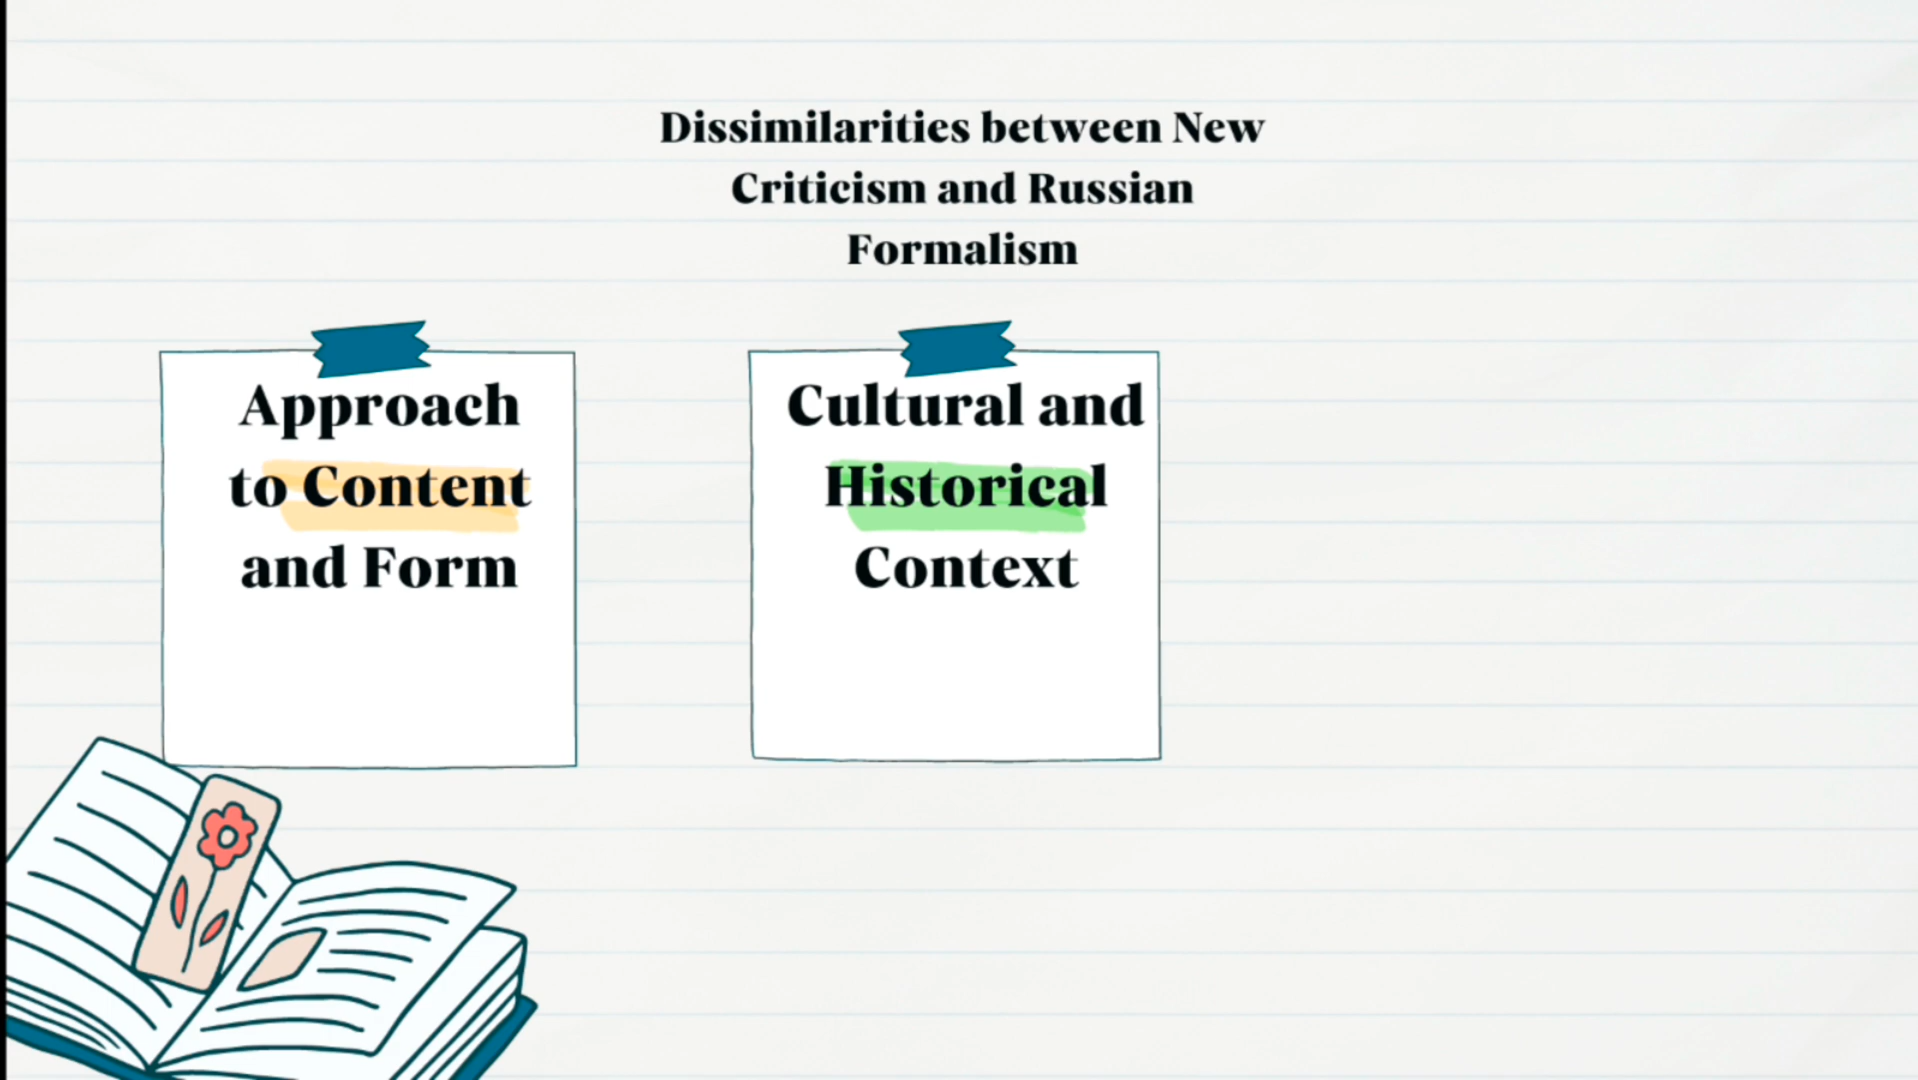 Dissimilarities between New
Criticism and Russian
Formalism
Approach
to Content
and Form
Cultural and
Historical
Context